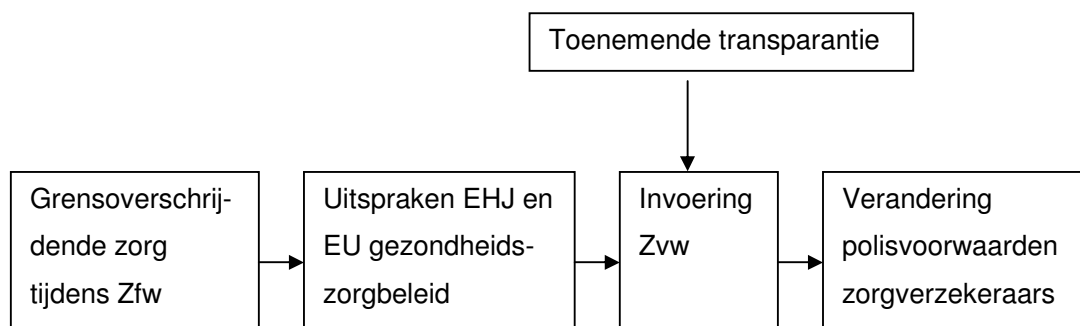 Toenemende transparantie
Grensoverschrij-
dende zorg
tijdens Zfw
Uitspraken EHJ en
EU gezondheids-
zorgbeleid
Invoering
Zvw
Verandering
polisvoorwaarden
zorgverzekeraars